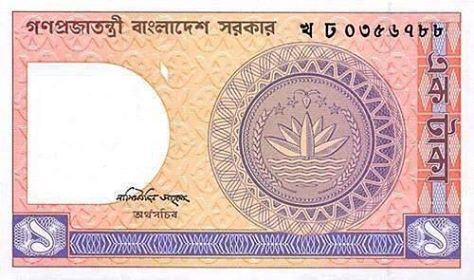 গণপ্রজাতন্ত্রী বাংলাদেশ সরকার
খ ঢ ০৩৫৬৭৮৮
এক টাকা
অর্থসচিব
১ ১